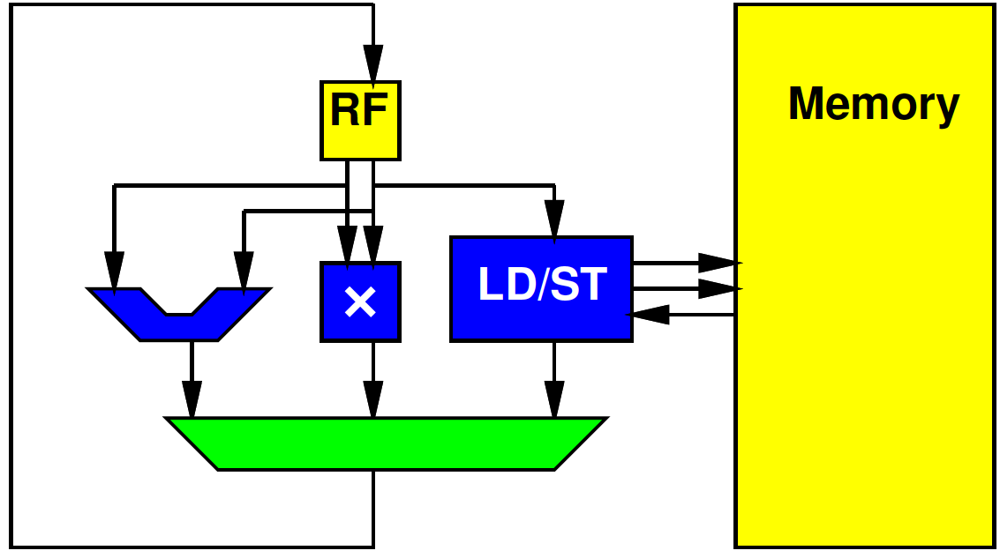 RF
Memory
LD/ST
×